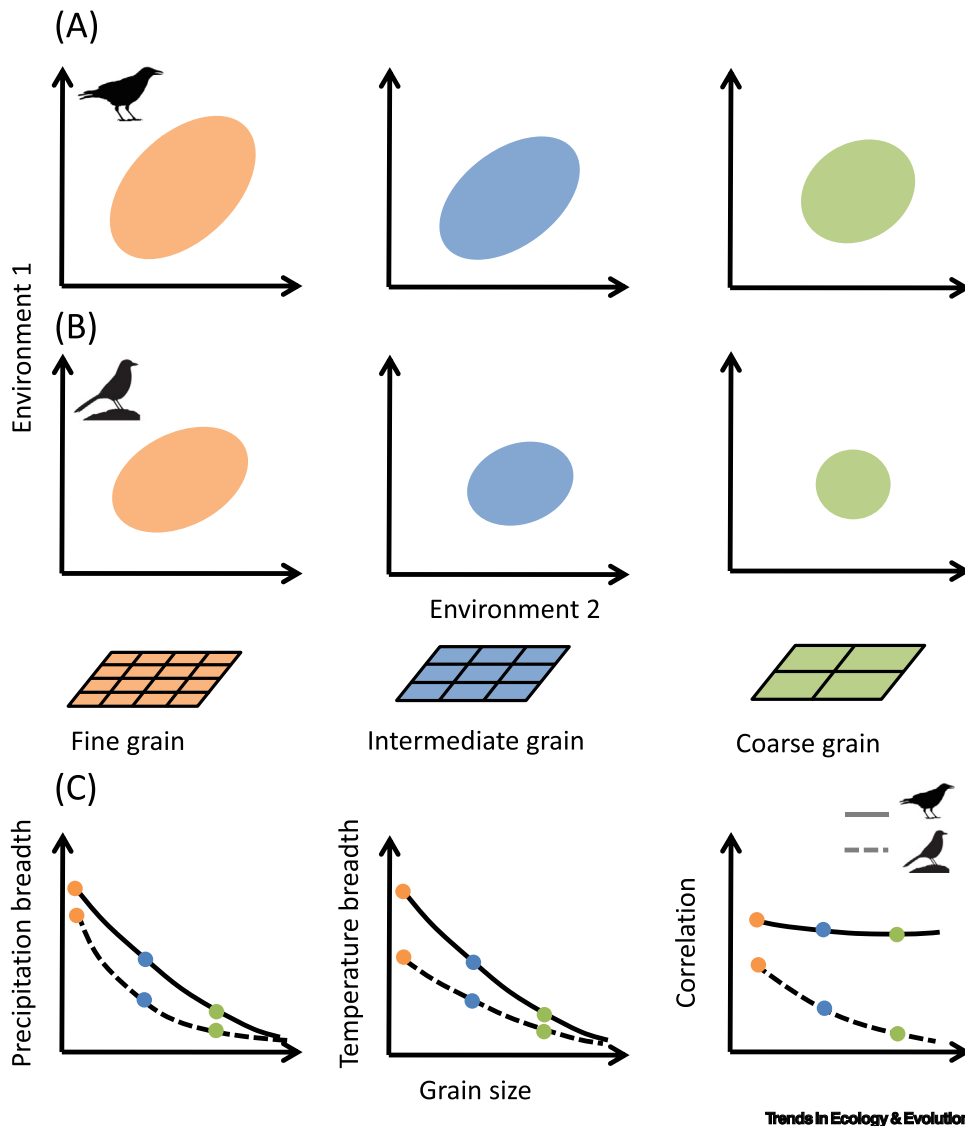 (A)
Environment 1
(B)
Environment 2
Fine grain
Intermediate grain
Coarse grain
(C)
Precipitation breadth
Temperature breadth
Correlation
Grain size
Trends in Ecology & Evolution